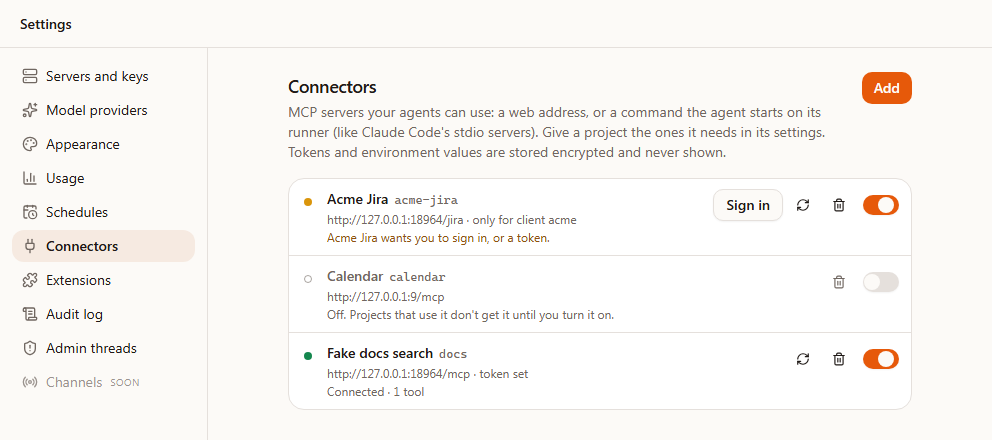 Settings
Servers and keys
Model providers
Appearance
Usage
Schedules
Connectors
Extensions
Audit log
Admin threads
Channels SOON
Connectors
Add
MCP servers your agents can use: a web address, or a command the agent starts on its
runner (like Claude Code's stdio servers). Give a project the ones it needs in its settings.
Tokens and environment values are stored encrypted and never shown.
Acme Jira acme-jira
http://127.0.0.1:18964/jira · only for client acme
Acme Jira wants you to sign in, or a token.
Sign in
Calendar calendar
http://127.0.0.1:9/mcp
Off. Projects that use it don't get it until you turn it on.
Fake docs search docs
http://127.0.0.1:18964/mcp · token set
Connected · 1 tool